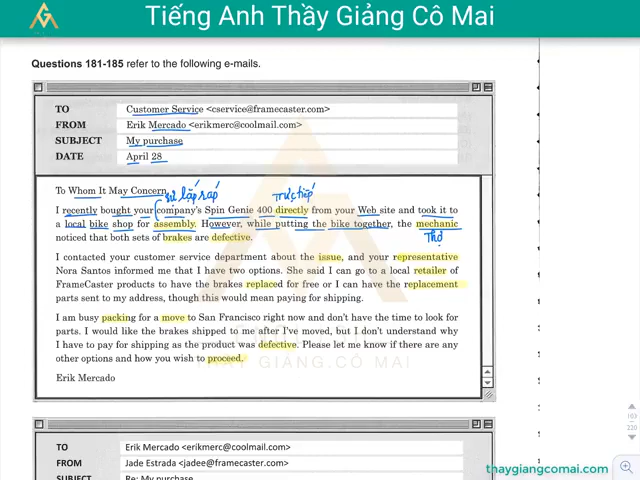 Tiếng Anh Thầy Giảng Cô Mai
Questions 181-185 refer to the following e-mails.
TO Customer Service <cservice@framecaster.com>
FROM Erik Mercado <erikmerc@coolmail.com>
SUBJECT My purchase
DATE April 28
To Whom It May Concern,
sự lắp ráp
trực tiếp
I recently bought your company's Spin Genie 400 directly from your Web site and took it to
a local bike shop for assembly. However, while putting the bike together, the mechanic
thợ
noticed that both sets of brakes are defective.
I contacted your customer service department about the issue, and your representative
Nora Santos informed me that I have two options. She said I can go to a local retailer of
FrameCaster products to have the brakes replaced for free or I can have the replacement
parts sent to my address, though this would mean paying for shipping.
I am busy packing for a move to San Francisco right now and don't have the time to look for
parts. I would like the brakes shipped to me after I've moved, but I don't understand why
I have to pay for shipping as the product was defective. Please let me know if there are any
other options and how you wish to proceed.
Erik Mercado
TO Erik Mercado <erikmerc@coolmail.com>
FROM Jade Estrada <jadee@framecaster.com>
SUBJECT Re: My purchase
193
220
thaygiangcomai.com